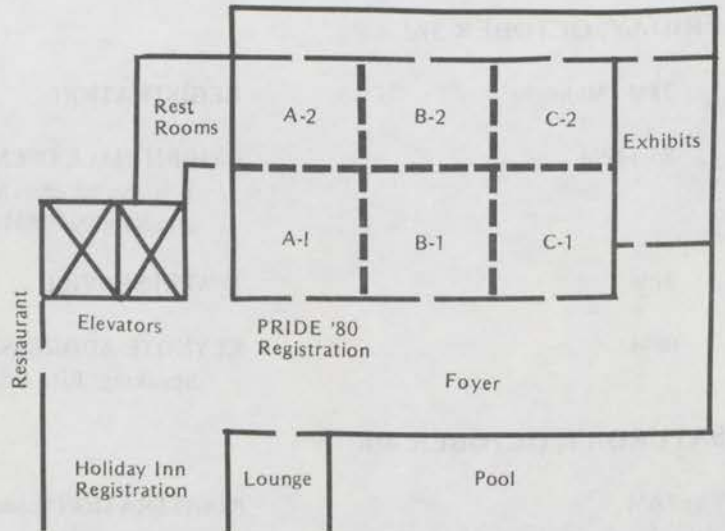 Rest
Rooms
A-2
B-2
C-2
Exhibits
A-1
B-1
C-1
Restaurant
Elevators
PRIDE '80
Registration
Foyer
Holiday Inn
Registration
Lounge
Pool